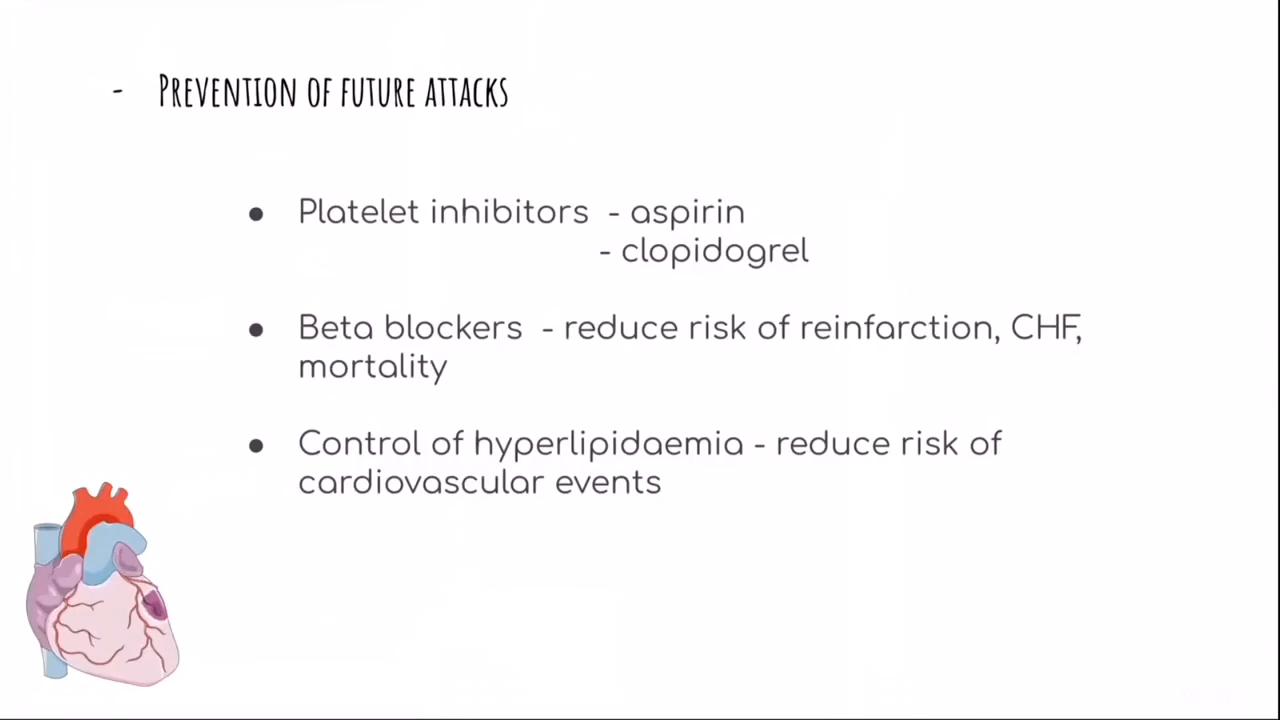 - Prevention of future attacks
● Platelet inhibitors - aspirin
- clopidogrel
● Beta blockers - reduce risk of reinfarction, CHF,
mortality
● Control of hyperlipidaemia - reduce risk of
cardiovascular events